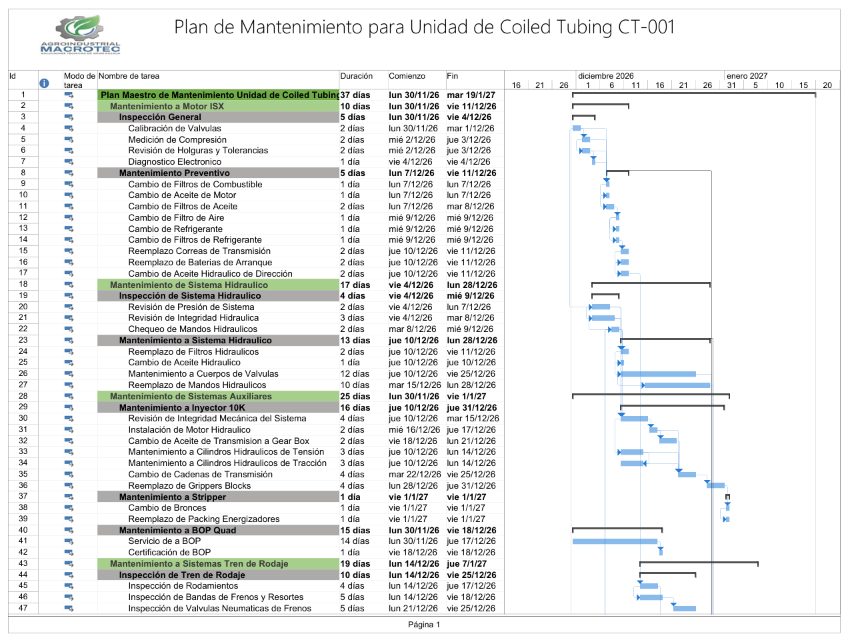 AGROINDUSTRIAL
MACROTEC
Plan de Mantenimiento para Unidad de Coiled Tubing CT-001
Id Modo de tarea Nombre de tarea Duración Comienzo Fin diciembre 2026 enero 2027
16 21 26 1 6 11 16 21 26 1 6 11 16 20
1 Plan Maestro de Mantenimiento Unidad de Coiled Tubing 37 días lun 30/11/26 mar 19/1/27
2 Mantenimiento a Motor ISX 10 días lun 30/11/26 vie 11/12/26
3 Inspección General 5 días lun 30/11/26 vie 4/12/26
4 Calibración de Valvulas 2 días lun 30/11/26 mar 1/12/26
5 Medición de Compresión 2 días mié 2/12/26 jue 3/12/26
6 Revisión de Holguras y Tolerancias 2 días mié 2/12/26 jue 3/12/26
7 Diagnostico Electronico 1 día vie 4/12/26 vie 4/12/26
8 Mantenimiento Preventivo 5 días lun 7/12/26 vie 11/12/26
9 Cambio de Filtros de Combustible 1 día lun 7/12/26 lun 7/12/26
10 Cambio de Aceite de Motor 1 día lun 7/12/26 lun 7/12/26
11 Cambio de Filtros de Aceite 2 días lun 7/12/26 mar 8/12/26
12 Cambio de Filtro de Aire 1 día mié 9/12/26 mié 9/12/26
13 Cambio de Refrigerante 1 día mié 9/12/26 mié 9/12/26
14 Cambio de Filtros de Refrigerante 1 día mié 9/12/26 mié 9/12/26
15 Reemplazo Correas de Transmisión 2 días jue 10/12/26 vie 11/12/26
16 Reemplazo de Baterias de Arranque 2 días jue 10/12/26 vie 11/12/26
17 Cambio de Aceite Hidraulico de Dirección 2 días jue 10/12/26 vie 11/12/26
18 Mantenimiento de Sistema Hidraulico 17 días vie 4/12/26 lun 28/12/26
19 Inspección de Sistema Hidraulico 4 días vie 4/12/26 mié 9/12/26
20 Revisión de Presión de Sistema 2 días vie 4/12/26 lun 7/12/26
21 Revisión de Integridad Hidraulica 3 días vie 4/12/26 mar 8/12/26
22 Chequeo de Mandos Hidraulicos 2 días mar 8/12/26 mié 9/12/26
23 Mantenimiento a Sistema Hidraulico 13 días jue 10/12/26 lun 28/12/26
24 Reemplazo de Filtros Hidraulicos 2 días jue 10/12/26 vie 11/12/26
25 Cambio de Aceite Hidraulico 1 día jue 10/12/26 jue 10/12/26
26 Mantenimiento a Cuerpos de Valvulas 12 días jue 10/12/26 vie 25/12/26
27 Reemplazo de Mandos Hidraulicos 10 días mar 15/12/26 lun 28/12/26
28 Mantenimiento de Sistemas Auxiliares 25 días lun 30/11/26 vie 1/1/27
29 Mantenimiento a Inyector 10K 16 días jue 10/12/26 jue 31/12/26
30 Revisión de Integridad Mecánica del Sistema 4 días jue 10/12/26 mar 15/12/26
31 Instalación de Motor Hidraulico 2 días mié 16/12/26 jue 17/12/26
32 Cambio de Aceite de Transmision a Gear Box 2 días vie 18/12/26 lun 21/12/26
33 Mantenimiento a Cilindros Hidraulicos de Tensión 3 días jue 10/12/26 lun 14/12/26
34 Mantenimiento a Cilindros Hidraulicos de Tracción 3 días jue 10/12/26 lun 14/12/26
35 Cambio de Cadenas de Transmisión 4 días mar 22/12/26 vie 25/12/26
36 Reemplazo de Grippers Blocks 4 días lun 28/12/26 jue 31/12/26
37 Mantenimiento a Stripper 1 día vie 1/1/27 vie 1/1/27
38 Cambio de Bronces 1 día vie 1/1/27 vie 1/1/27
39 Reemplazo de Packing Energizadores 1 día vie 1/1/27 vie 1/1/27
40 Mantenimiento a BOP Quad 15 días lun 30/11/26 vie 18/12/26
41 Servicio de a BOP 14 días lun 30/11/26 jue 17/12/26
42 Certificación de BOP 1 día vie 18/12/26 vie 18/12/26
43 Mantenimiento a Sistemas Tren de Rodaje 19 días lun 14/12/26 jue 7/1/27
44 Inspección de Tren de Rodaje 10 días lun 14/12/26 vie 25/12/26
45 Inspección de Rodamientos 4 días lun 14/12/26 jue 17/12/26
46 Inspección de Bandas de Frenos y Resortes 5 días lun 14/12/26 vie 18/12/26
47 Inspección de Valvulas Neumaticas de Frenos 5 días lun 21/12/26 vie 25/12/26
Página 1